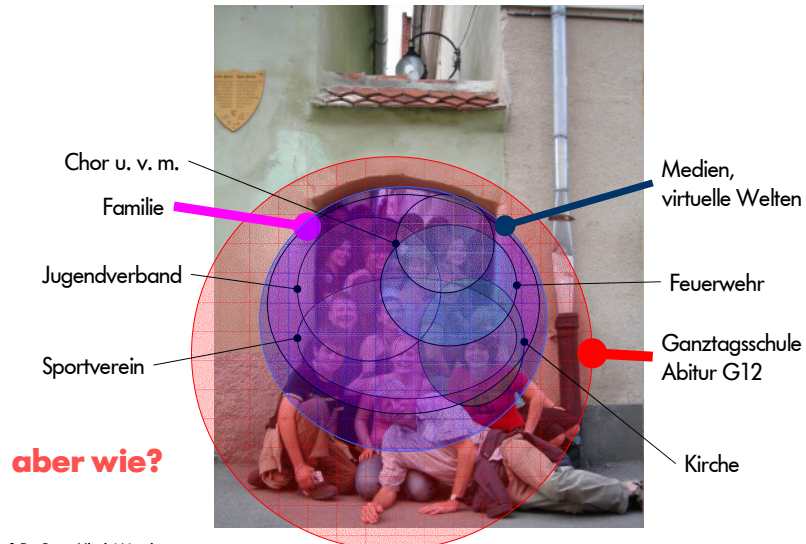 Chor u. v. m.
Familie
Jugendverband
Sportverein
aber wie?
Medien,
virtuelle Welten
Feuerwehr
Ganztagsschule
Abitur G12
Kirche